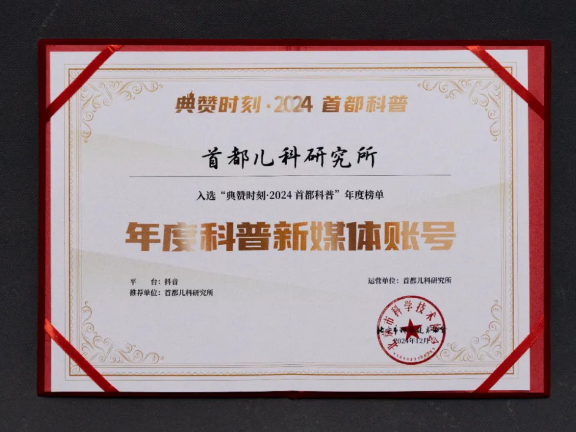 典赞时刻·2024 首都科普
首都儿科研究所
入选“典赞时刻·2024 首都科普”年度榜单
年度科普新媒体账号
平 台：抖音
运营单位：首都儿科研究所
推荐单位：首都儿科研究所
2024年12月